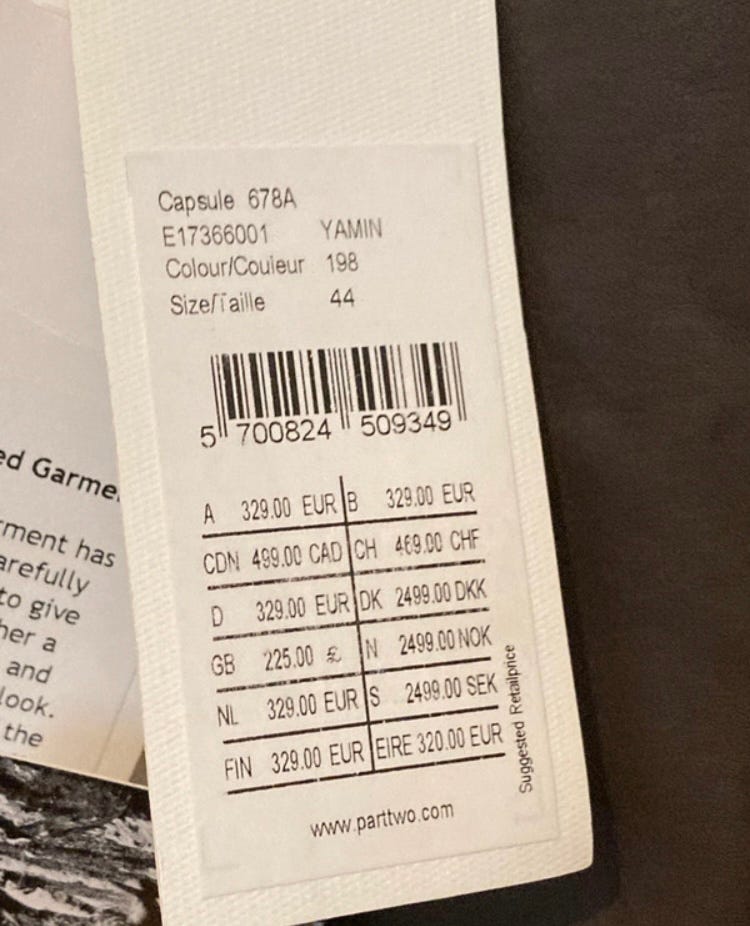 Capsule 678A
E17366001 YAMIN
Colour/Couleur 198
Size/Taille 44
5 700824 509349
A 329.00 EUR B 329.00 EUR
CDN 499.00 CAD CH 469.00 CHF
D 329.00 EUR DK 2499.00 DKK
GB 225.00 £ N 2499.00 NOK
NL 329.00 EUR S 2499.00 SEK
FIN 329.00 EUR EIRE 320.00 EUR
Suggested Retailprice
www.parttwo.com
ed Garme
rment has
arefully
to give
her a
and
look.
the